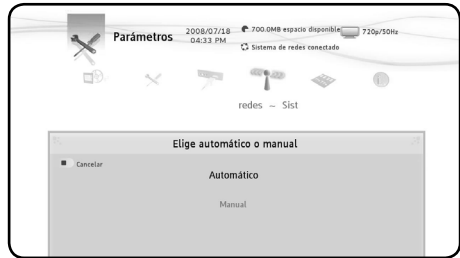 Parámetros
2008/07/18
04:33 PM
700.0MB espacio disponible
Sistema de redes conectado
720p/50Hz
redes ~ Sist
Elige automático o manual
Cancelar
Automático
Manual